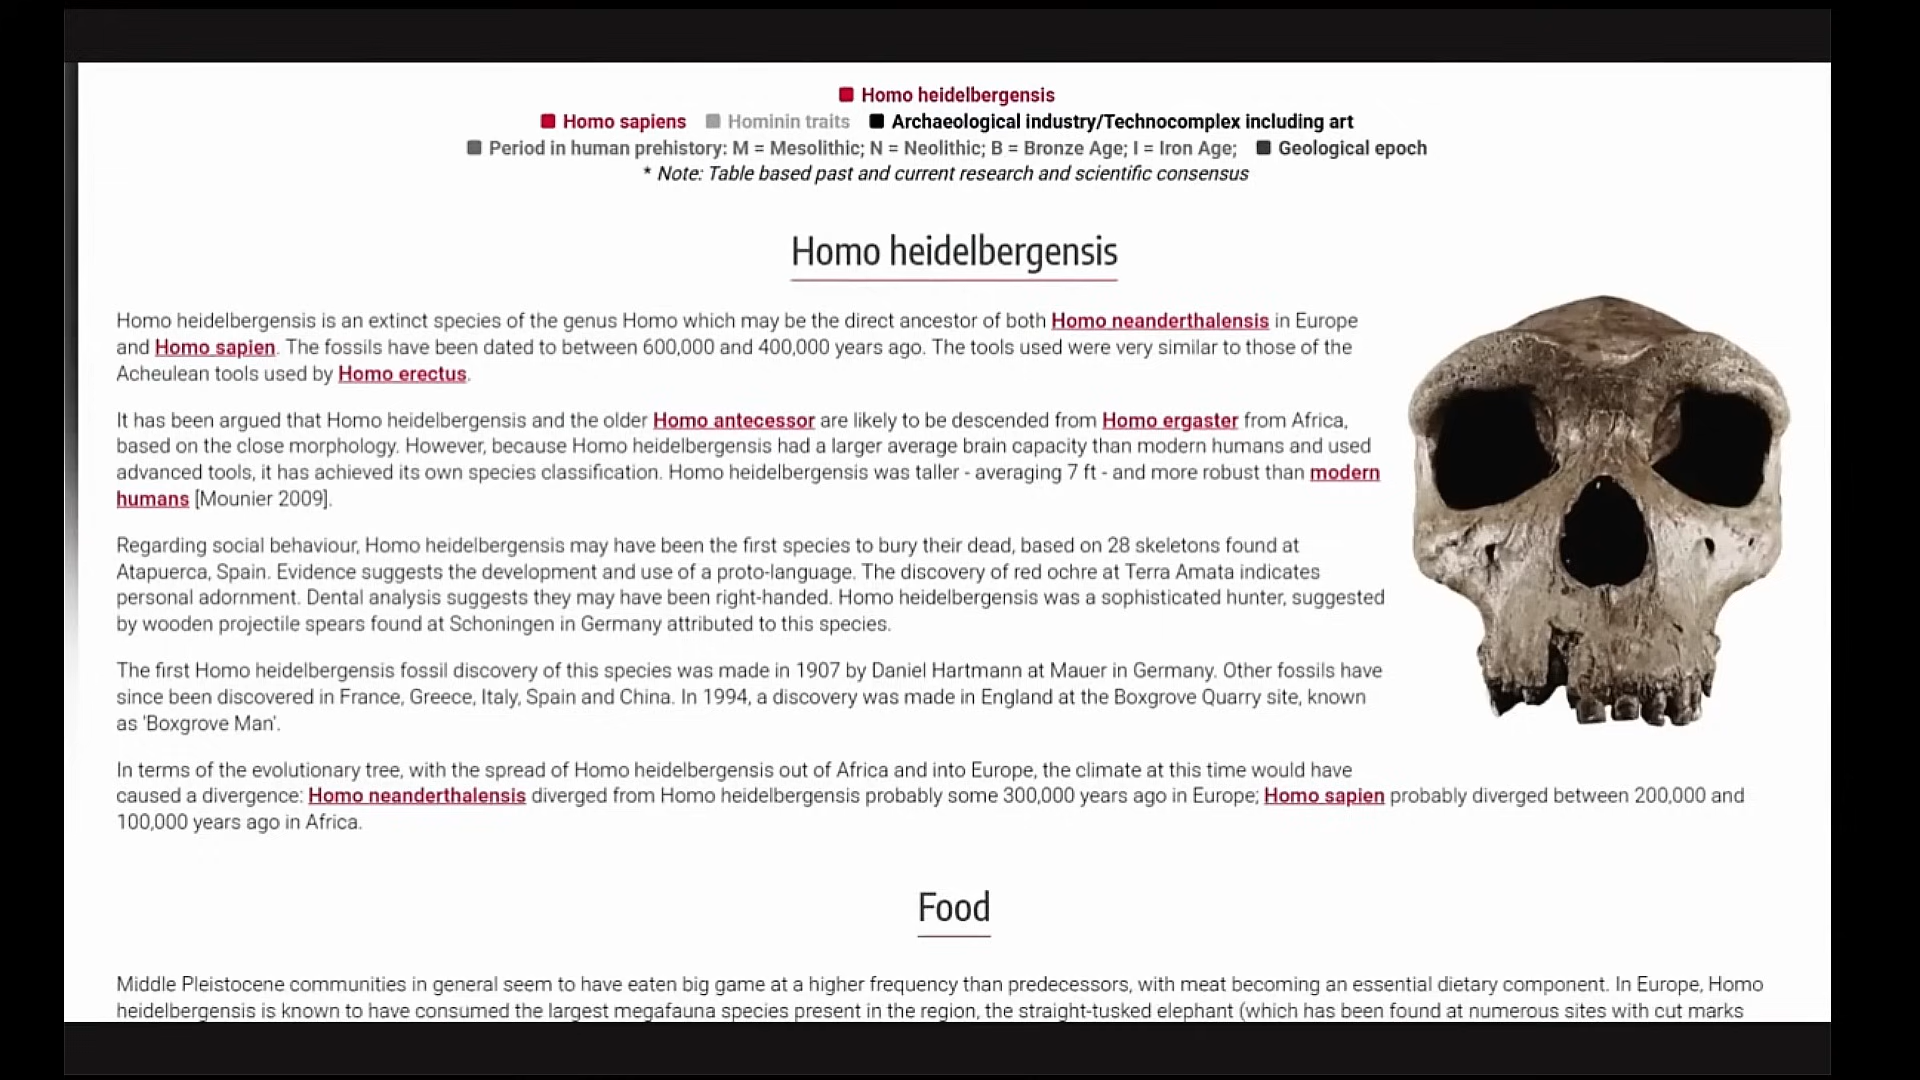 Homo heidelbergensis
Homo sapiens Hominin traits Archaeological industry/Technocomplex including art
Period in human prehistory: M = Mesolithic; N = Neolithic; B = Bronze Age; I = Iron Age; Geological epoch
* Note: Table based past and current research and scientific consensus
Homo heidelbergensis
Homo heidelbergensis is an extinct species of the genus Homo which may be the direct ancestor of both Homo neanderthalensis in Europe
and Homo sapien. The fossils have been dated to between 600,000 and 400,000 years ago. The tools used were very similar to those of the
Acheulean tools used by Homo erectus.
It has been argued that Homo heidelbergensis and the older Homo antecessor are likely to be descended from Homo ergaster from Africa,
based on the close morphology. However, because Homo heidelbergensis had a larger average brain capacity than modern humans and used
advanced tools, it has achieved its own species classification. Homo heidelbergensis was taller - averaging 7 ft - and more robust than modern
humans [Mounier 2009].
Regarding social behaviour, Homo heidelbergensis may have been the first species to bury their dead, based on 28 skeletons found at
Atapuerca, Spain. Evidence suggests the development and use of a proto-language. The discovery of red ochre at Terra Amata indicates
personal adornment. Dental analysis suggests they may have been right-handed. Homo heidelbergensis was a sophisticated hunter, suggested
by wooden projectile spears found at Schoningen in Germany attributed to this species.
The first Homo heidelbergensis fossil discovery of this species was made in 1907 by Daniel Hartmann at Mauer in Germany. Other fossils have
since been discovered in France, Greece, Italy, Spain and China. In 1994, a discovery was made in England at the Boxgrove Quarry site, known
as 'Boxgrove Man'.
In terms of the evolutionary tree, with the spread of Homo heidelbergensis out of Africa and into Europe, the climate at this time would have
caused a divergence: Homo neanderthalensis diverged from Homo heidelbergensis probably some 300,000 years ago in Europe; Homo sapien probably diverged between 200,000 and
100,000 years ago in Africa.
Food
Middle Pleistocene communities in general seem to have eaten big game at a higher frequency than predecessors, with meat becoming an essential dietary component. In Europe, Homo
heidelbergensis is known to have consumed the largest megafauna species present in the region, the straight-tusked elephant (which has been found at numerous sites with cut marks